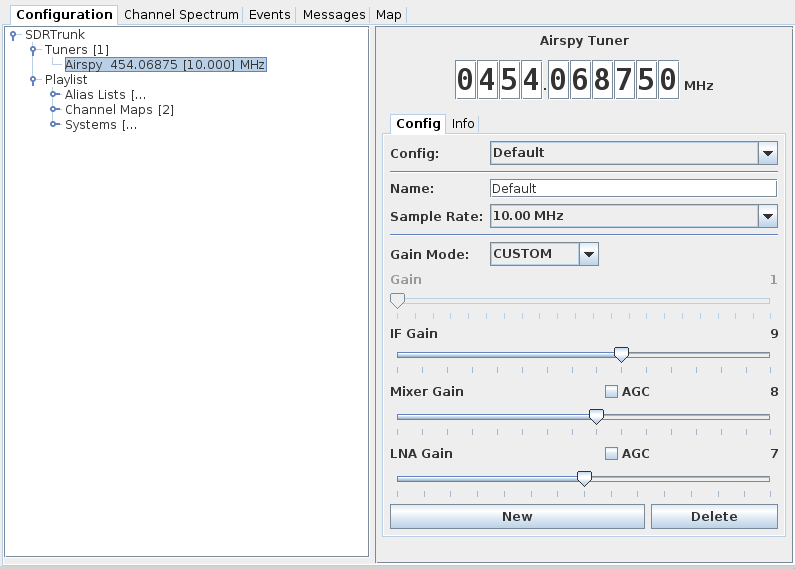 Configuration Channel Spectrum Events Messages Map
SDRTrunk
Tuners [1]
Airspy 454.06875 [10.000] MHz
Playlist
Alias Lists [...
Channel Maps [2]
Systems [...
Airspy Tuner
0454.068750 MHz
Config Info
Config: Default
Name: Default
Sample Rate: 10.00 MHz
Gain Mode: CUSTOM
Gain 1
IF Gain 9
Mixer Gain AGC 8
LNA Gain AGC 7
New Delete